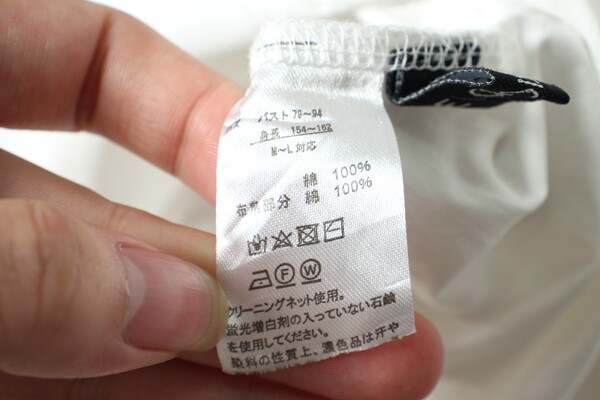 バスト 79～94
身長 154～162
M～L 対応
綿 100%
布帛部分 綿 100%
F W
クリーニングネット使用。
蛍光増白剤の入っていない石鹸
を使用してください。
染料の性質上、濃色品は汗や